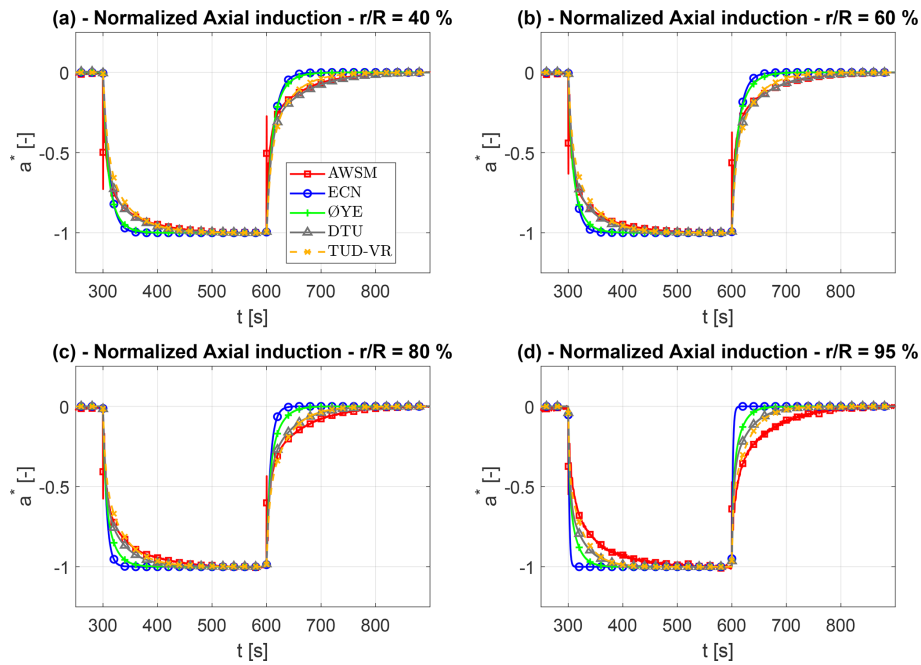 (a) - Normalized Axial induction - r/R = 40 %
0
-0.5
-1
a* [-]
300 400 500 600 700 800
t [s]
AWSM
ECN
ØYE
DTU
TUD-VR
(b) - Normalized Axial induction - r/R = 60 %
0
-0.5
-1
a* [-]
300 400 500 600 700 800
t [s]
(c) - Normalized Axial induction - r/R = 80 %
0
-0.5
-1
a* [-]
300 400 500 600 700 800
t [s]
(d) - Normalized Axial induction - r/R = 95 %
0
-0.5
-1
a* [-]
300 400 500 600 700 800
t [s]